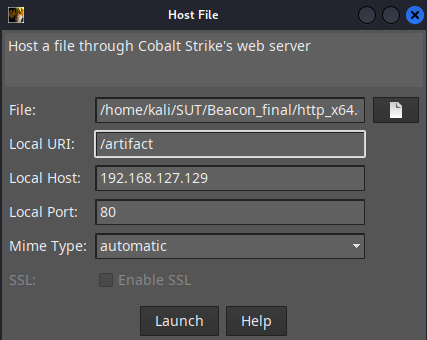 Host File
Host a file through Cobalt Strike's web server
File: /home/kali/SUT/Beacon_final/http_x64.
Local URI: /artifact
Local Host: 192.168.127.129
Local Port: 80
Mime Type: automatic
SSL: Enable SSL
Launch Help